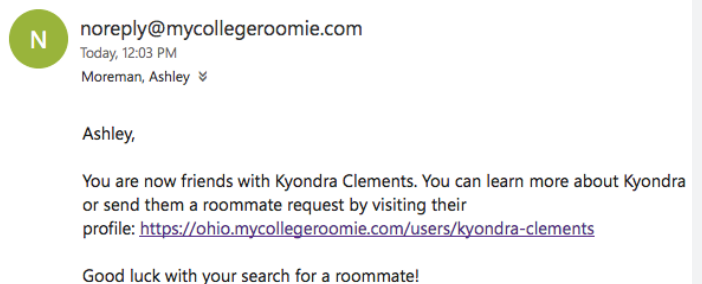 N
noreply@mycollegeroomie.com
Today, 12:03 PM
Moreman, Ashley
Ashley,
You are now friends with Kyondra Clements. You can learn more about Kyondra
or send them a roommate request by visiting their
profile: https://ohio.mycollegeroomie.com/users/kyondra-clements
Good luck with your search for a roommate!